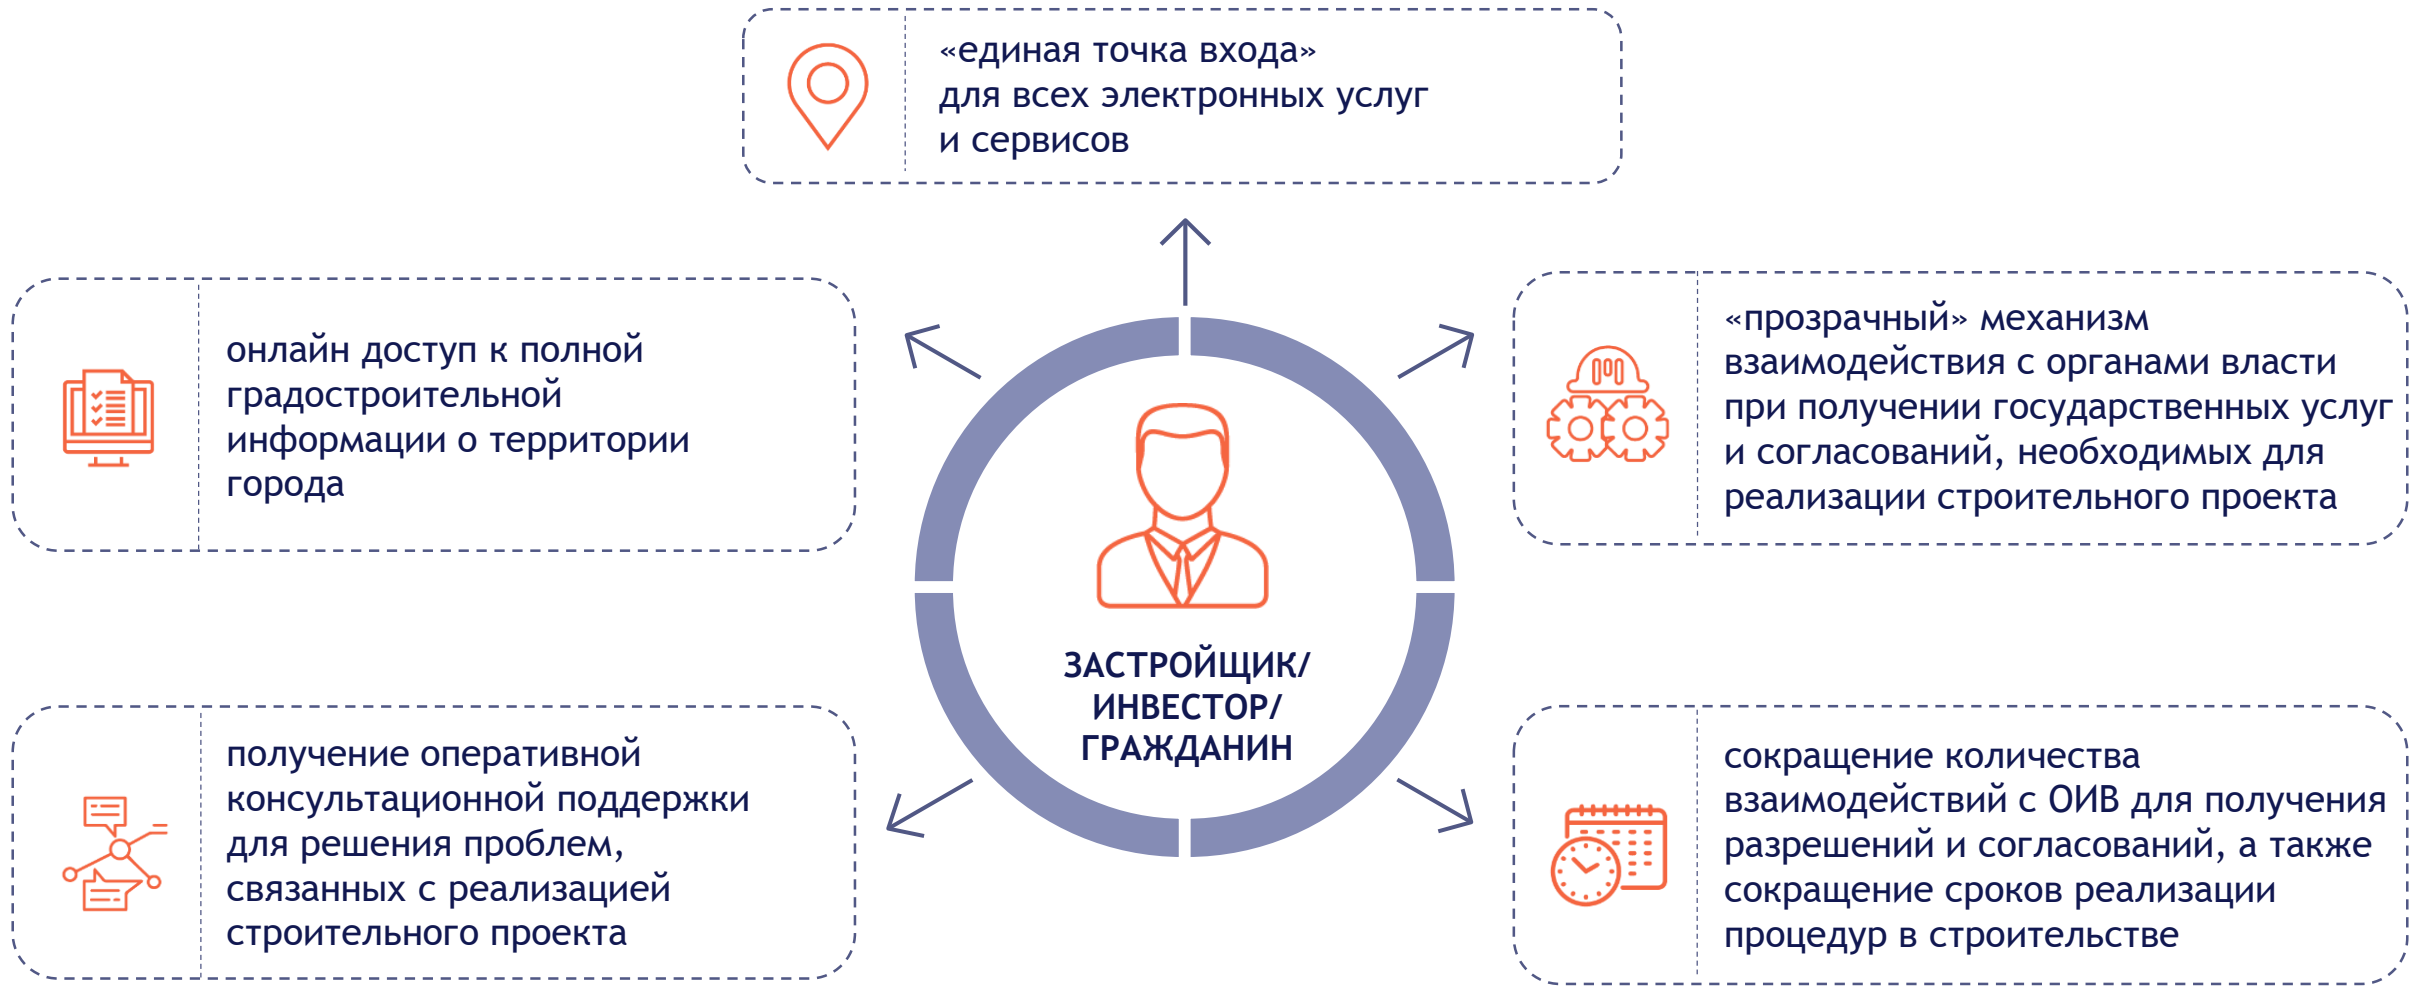 «единая точка входа»
для всех электронных услуг
и сервисов
онлайн доступ к полной
градостроительной
информации о территории
города
«прозрачный» механизм
взаимодействия с органами власти
при получении государственных услуг
и согласований, необходимых для
реализации строительного проекта
ЗАСТРОЙЩИК/
ИНВЕСТОР/
ГРАЖДАНИН
получение оперативной
консультационной поддержки
для решения проблем,
связанных с реализацией
строительного проекта
сокращение количества
взаимодействий с ОИВ для получения
разрешений и согласований, а также
сокращение сроков реализации
процедур в строительстве